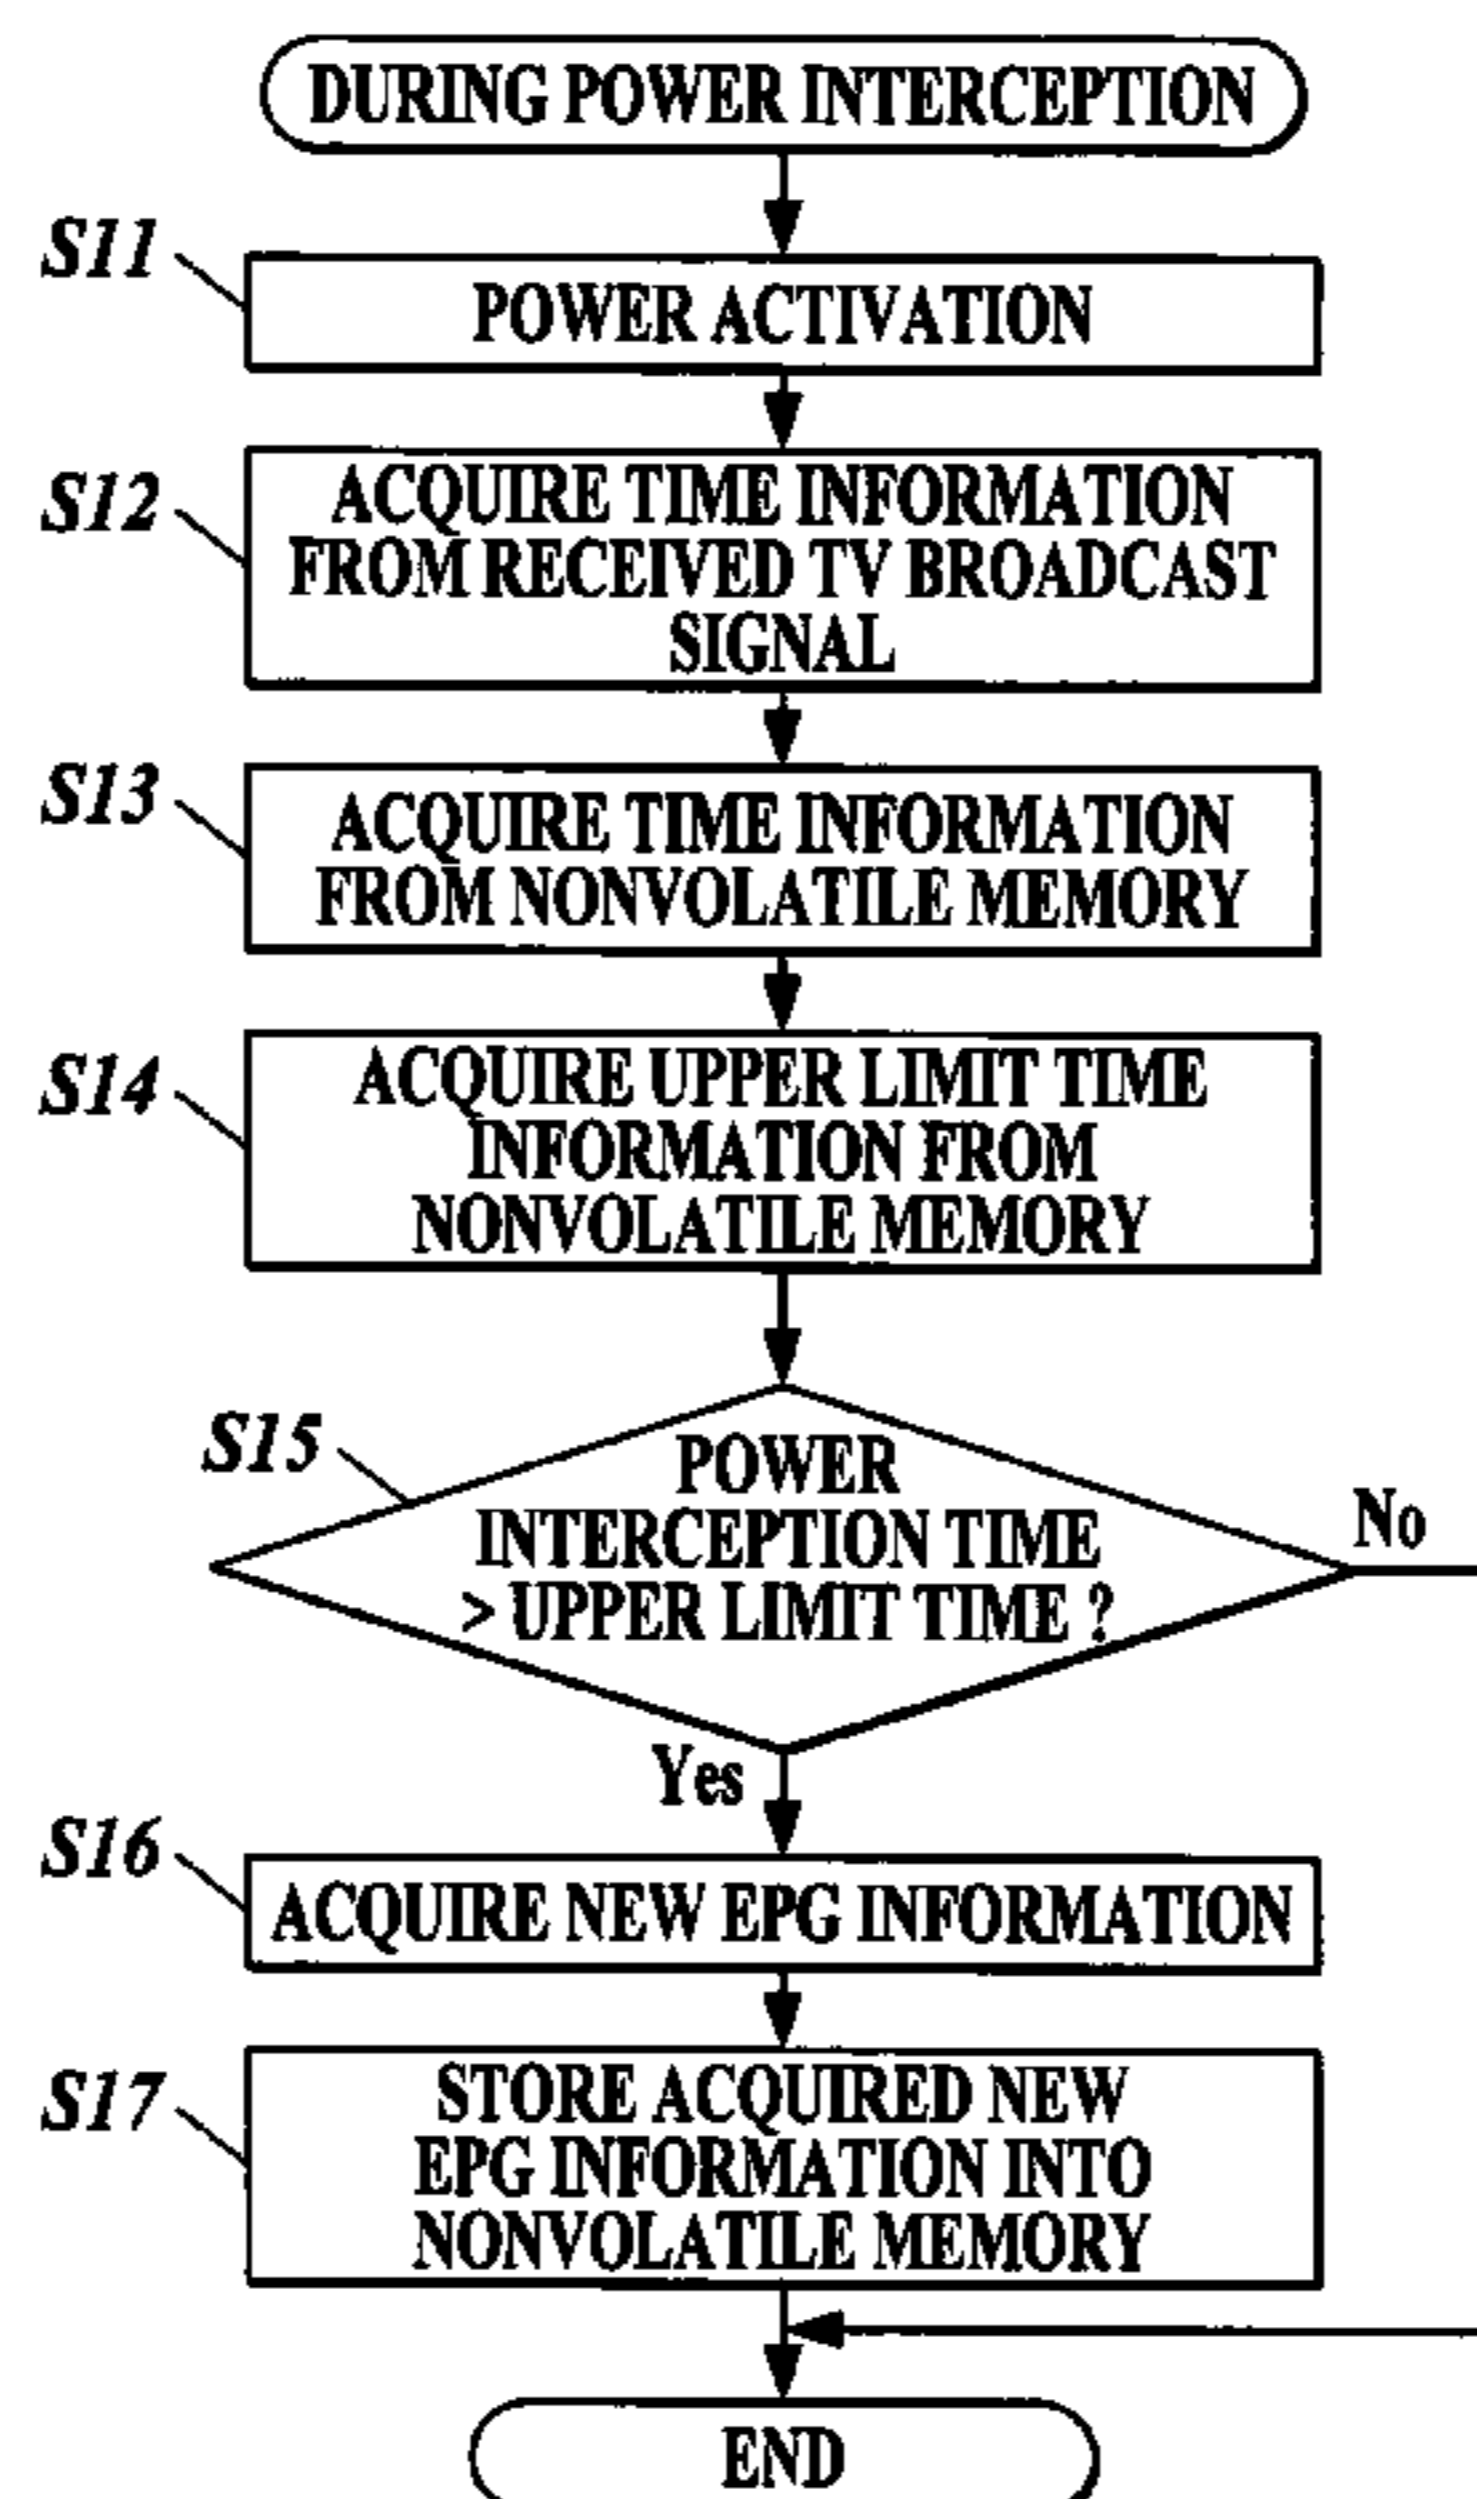 DURING POWER INTERCEPTION
S11
POWER ACTIVATION
S12
ACQUIRE TIME INFORMATION
FROM RECEIVED TV BROADCAST
SIGNAL
S13
ACQUIRE TIME INFORMATION
FROM NONVOLATILE MEMORY
S14
ACQUIRE UPPER LIMIT TIME
INFORMATION FROM
NONVOLATILE MEMORY
S15
POWER
INTERCEPTION TIME
> UPPER LIMIT TIME ?
No
Yes
S16
ACQUIRE NEW EPG INFORMATION
S17
STORE ACQUIRED NEW
EPG INFORMATION INTO
NONVOLATILE MEMORY
END